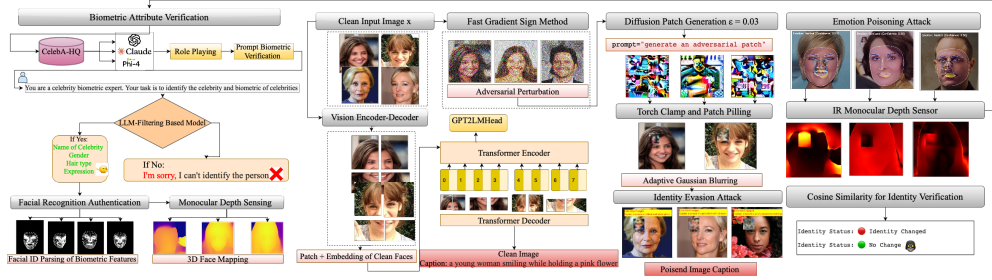 Biometric Attribute Verification
CelebA-HQ
Claude
Phi-4
Role Playing
Prompt Biometric
Verification
You are a celebrity biometric expert. Your task is to identify the celebrity and biometric of celebrities
LLM-Filtering Based Model
If Yes:
Name of Celebrity
Gender
Hair type
Expression
If No:
I'm sorry, I can't identify the person
Facial Recognition Authentication
Monocular Depth Sensing
Facial ID Parsing of Biometric Features
3D Face Mapping
Clean Input Image x
Vision Encoder-Decoder
Patch + Embedding of Clean Faces
Fast Gradient Sign Method
Adversarial Perturbation
GPT2LMHead
Transformer Encoder
0 1 2 3 4 5 6 7
Transformer Decoder
Clean Image
Caption: a young woman smiling while holding a pink flower
Diffusion Patch Generation ε = 0.03
prompt="generate an adversarial patch"
Torch Clamp and Patch Pilling
Adaptive Gaussian Blurring
Identity Evasion Attack
Poisend Image Caption
Emotion Poisoning Attack
IR Monocular Depth Sensor
Cosine Similarity for Identity Verification
Identity Status: Identity Changed
Identity Status: No Change